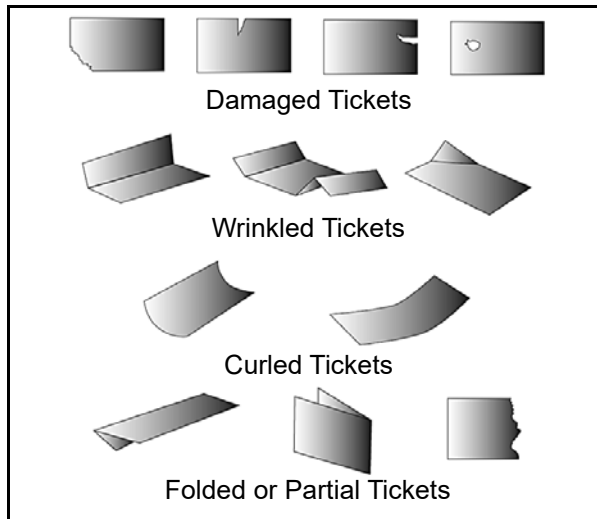 Damaged Tickets
Wrinkled Tickets
Curled Tickets
Folded or Partial Tickets